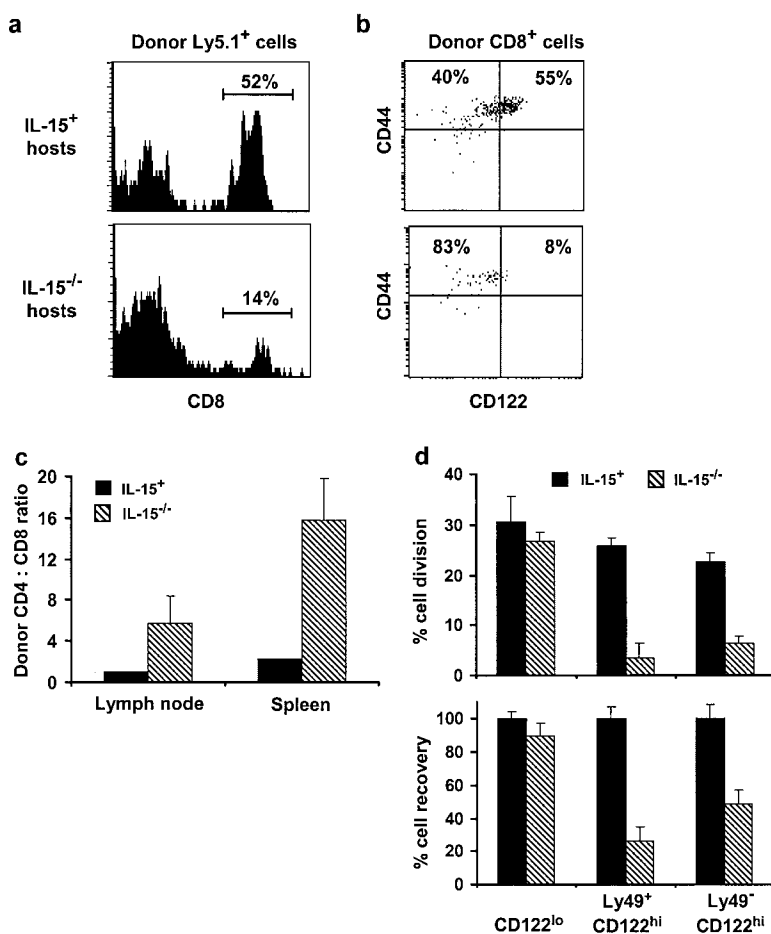 a
Donor Ly5.1⁺ cells
IL-15⁺
hosts
52%
IL-15⁻/⁻
hosts
14%
CD8
b
Donor CD8⁺ cells
CD44
40%
55%
CD44
83%
8%
CD122
c
Donor CD4 : CD8 ratio
20
16
12
8
4
0
IL-15⁺
IL-15⁻/⁻
Lymph node
Spleen
d
IL-15⁺
IL-15⁻/⁻
% cell division
40
30
20
10
0
% cell recovery
100
80
60
40
20
0
CD122ˡᵒ
Ly49⁺
CD122ʰⁱ
Ly49⁻
CD122ʰⁱ